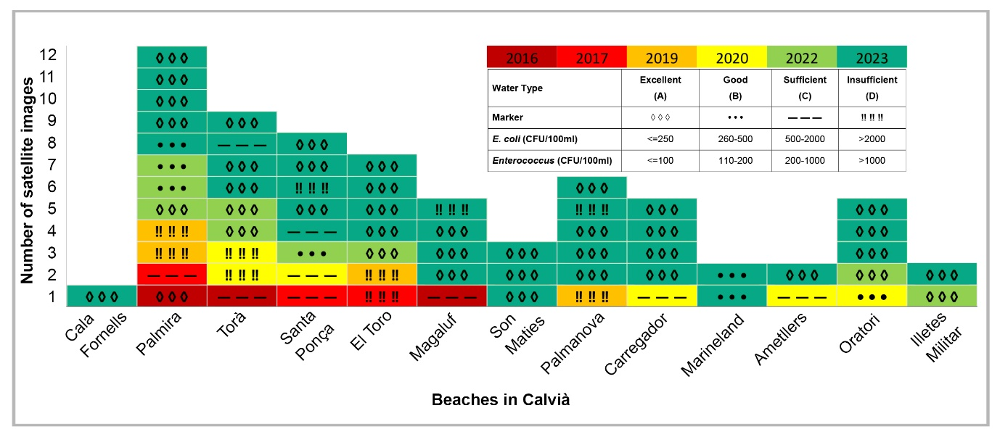 12
11
10
9
8
7
6
5
4
3
2
1
Number of satellite images
◊ ◊ ◊
◊ ◊ ◊
◊ ◊ ◊
◊ ◊ ◊ ◊ ◊ ◊
• • • — — — ◊ ◊ ◊
• • • ◊ ◊ ◊ ◊ ◊ ◊ ◊ ◊ ◊
• • • ◊ ◊ ◊ ‼ ‼ ‼ ◊ ◊ ◊ ◊ ◊ ◊
◊ ◊ ◊ ◊ ◊ ◊ ◊ ◊ ◊ ◊ ◊ ◊ ‼ ‼ ‼ ‼ ‼ ‼ ◊ ◊ ◊ ◊ ◊ ◊
‼ ‼ ‼ ◊ ◊ ◊ — — — ◊ ◊ ◊ ◊ ◊ ◊ ◊ ◊ ◊ ◊ ◊ ◊ ◊ ◊ ◊
‼ ‼ ‼ ‼ ‼ ‼ • • • ◊ ◊ ◊ ◊ ◊ ◊ ◊ ◊ ◊ ◊ ◊ ◊ ◊ ◊ ◊ ◊ ◊ ◊
— — — ‼ ‼ ‼ — — — ‼ ‼ ‼ ◊ ◊ ◊ ◊ ◊ ◊ ◊ ◊ ◊ ◊ ◊ ◊ • • • ◊ ◊ ◊ ◊ ◊ ◊ ◊ ◊ ◊
◊ ◊ ◊ ◊ ◊ ◊ — — — — — — ‼ ‼ ‼ — — — ◊ ◊ ◊ ‼ ‼ ‼ — — — • • • — — — • • • ◊ ◊ ◊
2016 2017 2019 2020 2022 2023
Water Type Excellent (A) Good (B) Sufficient (C) Insufficient (D)
Marker ◊ ◊ ◊ • • • — — — ‼ ‼ ‼
E. coli (CFU/100ml) <=250 260-500 500-2000 >2000
Enterococcus (CFU/100ml) <=100 110-200 200-1000 >1000
Cala
Fornells
Palmira
Torà
Santa
Ponça
El Toro
Magaluf
Son
Maties
Palmanova
Carregador
Marineland
Ametllers
Oratori
Illetes
Militar
Beaches in Calvià